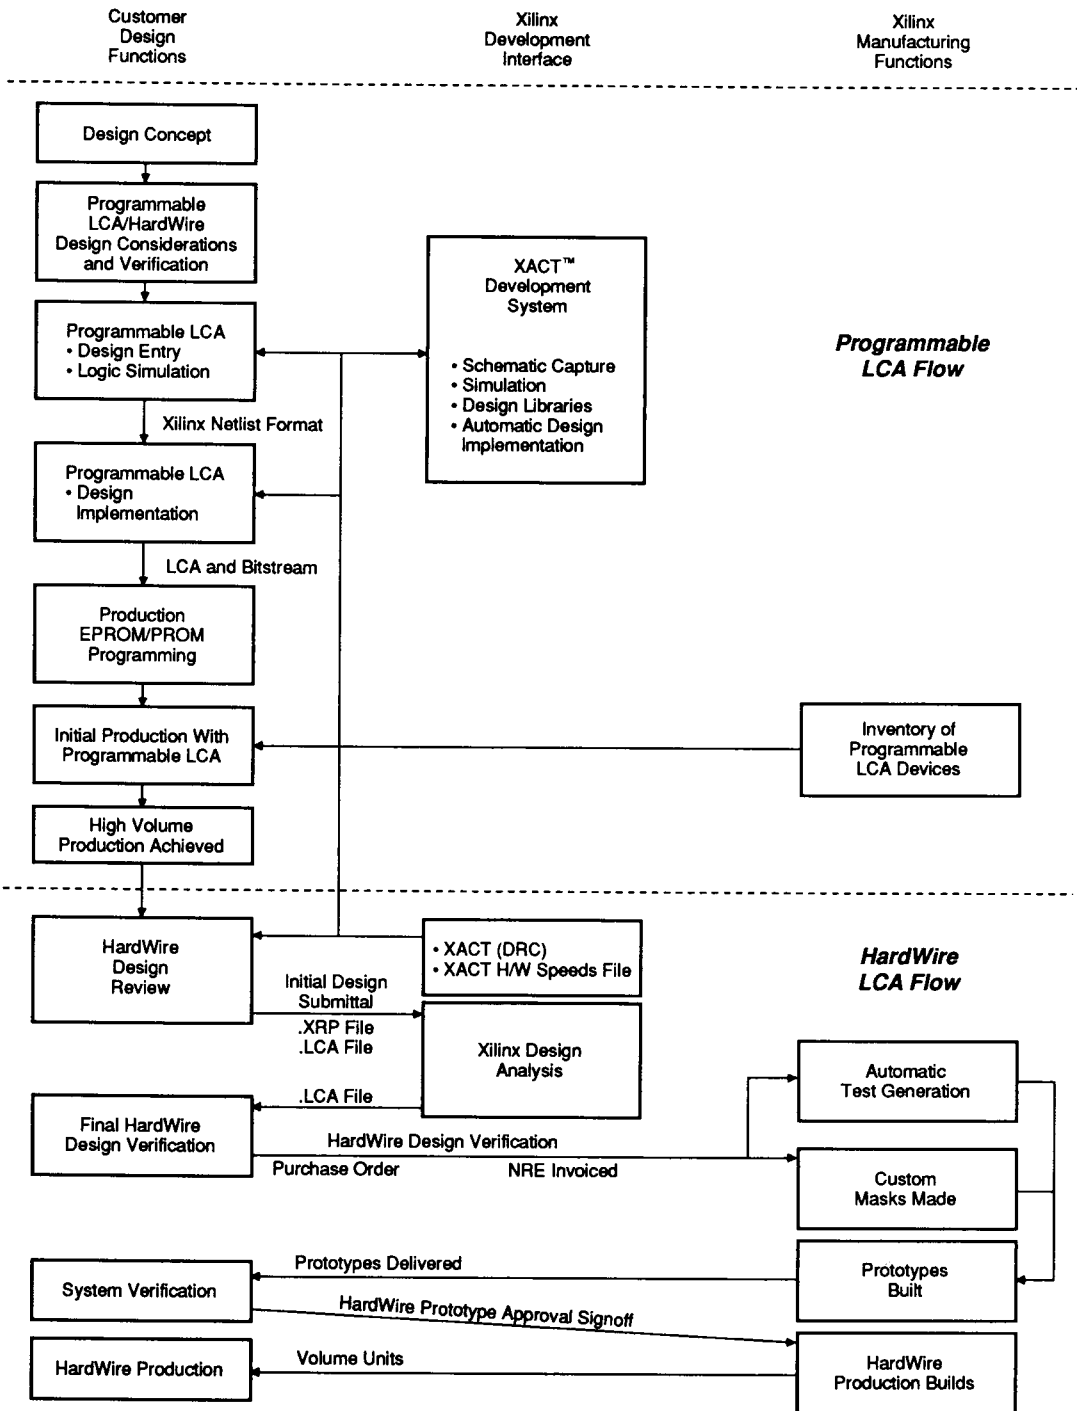 Customer
Design
Functions
Xilinx
Development
Interface
Xilinx
Manufacturing
Functions
Design Concept
Programmable
LCA/HardWire
Design Considerations
and Verification
XACT™
Development
System
• Schematic Capture
• Simulation
• Design Libraries
• Automatic Design
Implementation
Programmable LCA
• Design Entry
• Logic Simulation
Programmable
LCA Flow
Xilinx Netlist Format
Programmable LCA
• Design
Implementation
LCA and Bitstream
Production
EPROM/PROM
Programming
Initial Production With
Programmable LCA
Inventory of
Programmable
LCA Devices
High Volume
Production Achieved
HardWire
Design
Review
• XACT (DRC)
• XACT H/W Speeds File
HardWire
LCA Flow
Initial Design
Submittal
.XRP File
.LCA File
Xilinx Design
Analysis
Automatic
Test Generation
.LCA File
Final HardWire
Design Verification
HardWire Design Verification
Purchase Order
NRE Invoiced
Custom
Masks Made
Prototypes Delivered
Prototypes
Built
System Verification
HardWire Prototype Approval Signoff
Volume Units
HardWire Production
HardWire
Production Builds